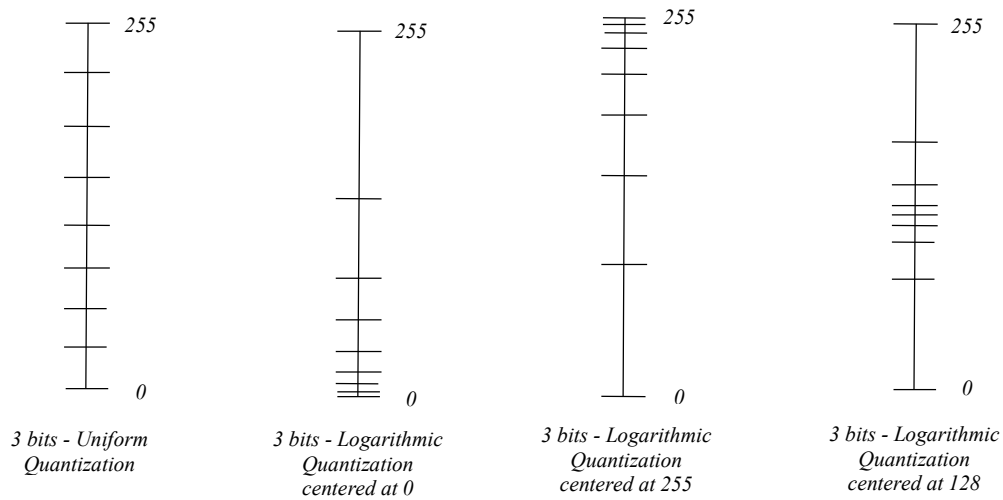 255
0
3 bits - Uniform
Quantization
255
0
3 bits - Logarithmic
Quantization
centered at 0
255
0
3 bits - Logarithmic
Quantization
centered at 255
255
0
3 bits - Logarithmic
Quantization
centered at 128